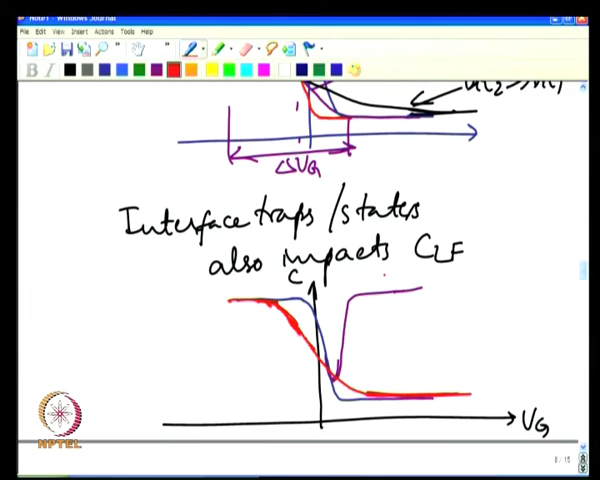 Note1 - Windows Journal
File Edit View Insert Actions Tools Help
B I
ΔVG
Interface traps / states
also impacts CLF
C
VG
NPTEL
8 / 15